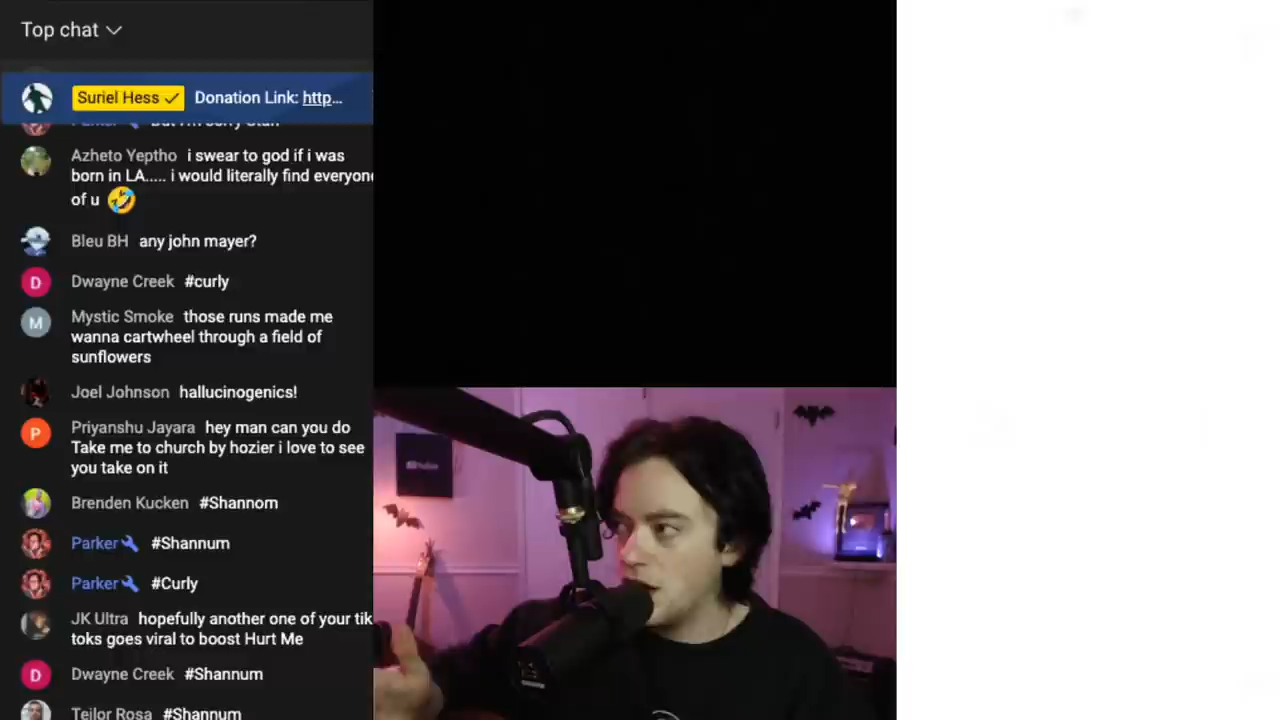 Top chat
Suriel Hess Donation Link: http...
Azheto Yeptho i swear to god if i was
born in LA..... i would literally find everyone
of u
Bleu BH any john mayer?
D
Dwayne Creek #curly
M
Mystic Smoke those runs made me
wanna cartwheel through a field of
sunflowers
Joel Johnson hallucinogenics!
P
Priyanshu Jayara hey man can you do
Take me to church by hozier i love to see
you take on it
Brenden Kucken #Shannom
Parker #Shannum
Parker #Curly
JK Ultra hopefully another one of your tik
toks goes viral to boost Hurt Me
D
Dwayne Creek #Shannum
Teilor Rosa #Shannum